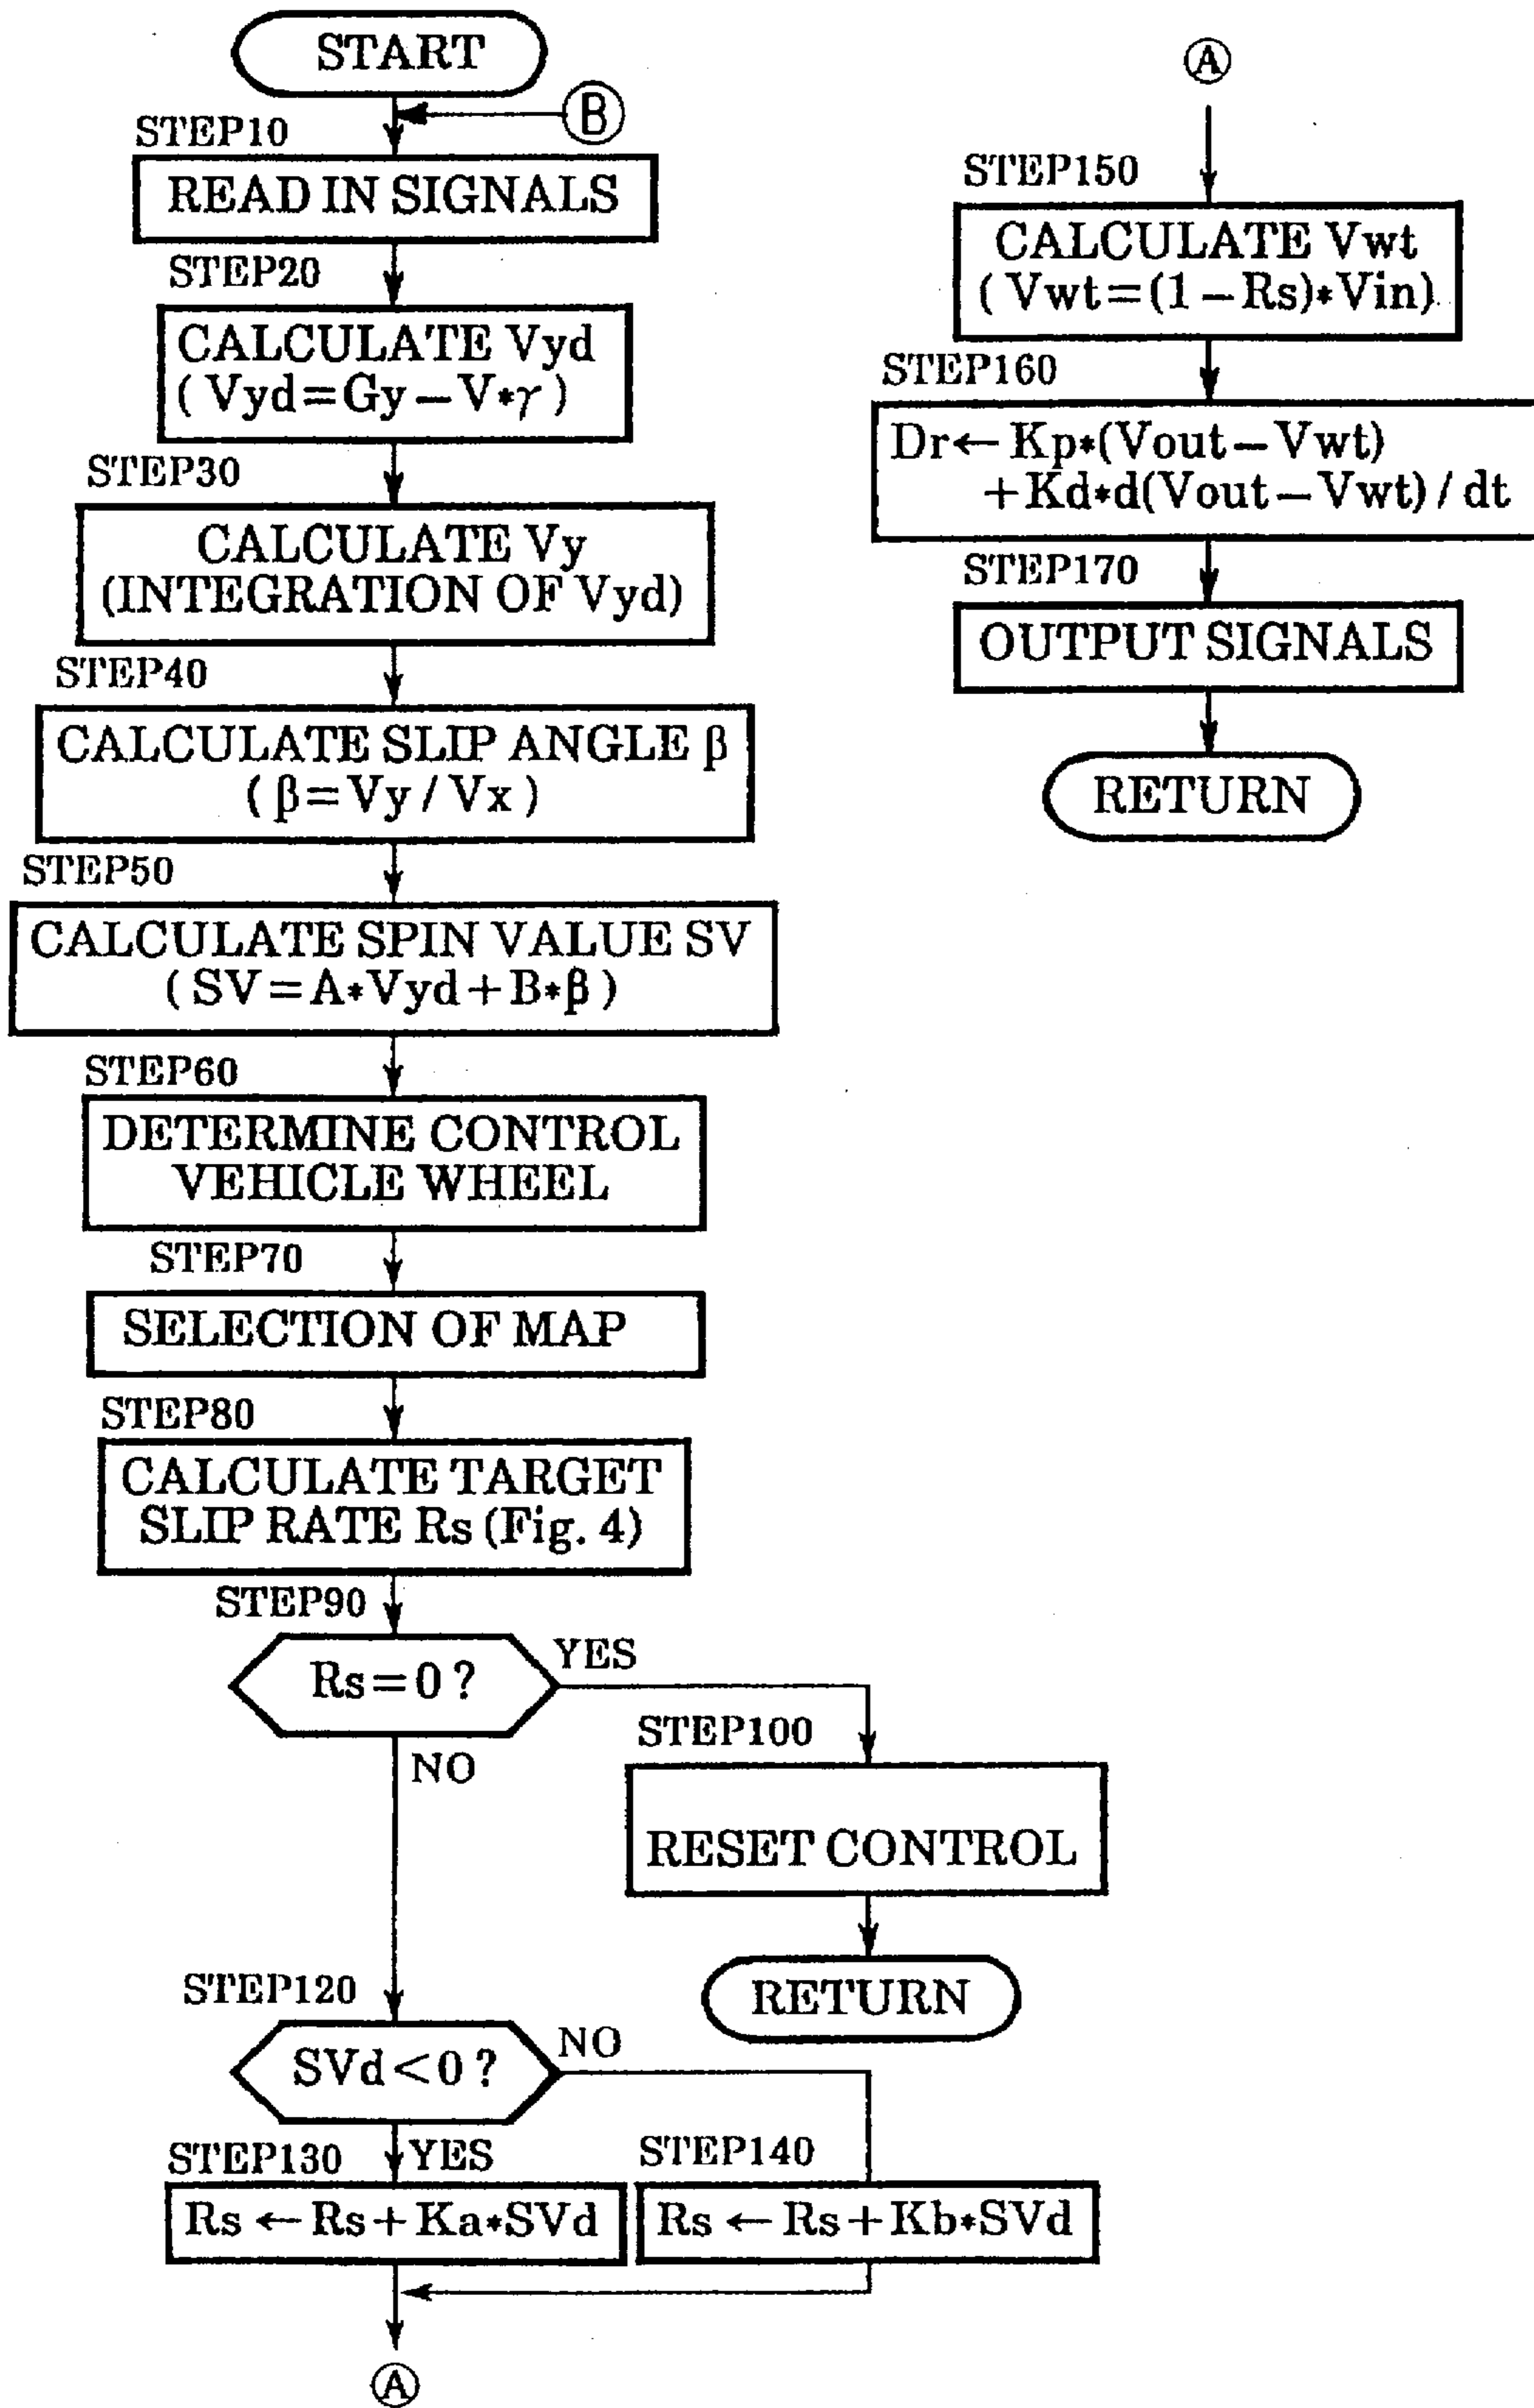 START
B
STEP10
READ IN SIGNALS
STEP20
CALCULATE Vyd
(Vyd=Gy-V*γ)
STEP30
CALCULATE Vy
(INTEGRATION OF Vyd)
STEP40
CALCULATE SLIP ANGLE β
(β=Vy/Vx)
STEP50
CALCULATE SPIN VALUE SV
(SV=A*Vyd+B*β)
STEP60
DETERMINE CONTROL
VEHICLE WHEEL
STEP70
SELECTION OF MAP
STEP80
CALCULATE TARGET
SLIP RATE Rs (Fig. 4)
STEP90
Rs=0?
YES
NO
STEP100
RESET CONTROL
RETURN
STEP120
SVd<0?
NO
YES
STEP130
Rs←Rs+Ka*SVd
STEP140
Rs←Rs+Kb*SVd
A
A
STEP150
CALCULATE Vwt
(Vwt=(1-Rs)*Vin)
STEP160
Dr←Kp*(Vout-Vwt)
+Kd*d(Vout-Vwt)/dt
STEP170
OUTPUT SIGNALS
RETURN